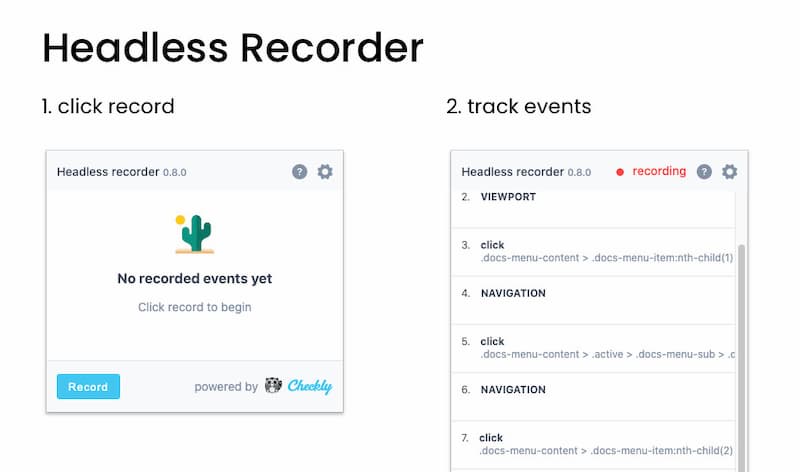 Headless Recorder
1. click record
Headless recorder 0.8.0
?
No recorded events yet
Click record to begin
Record
powered by Checkly
2. track events
Headless recorder 0.8.0 recording ?
2. VIEWPORT
3. click
.docs-menu-content > .docs-menu-item:nth-child(1)
4. NAVIGATION
5. click
.docs-menu-content > .active > .docs-menu-sub >
6. NAVIGATION
7. click
.docs-menu-content > .docs-menu-item:nth-child(2)